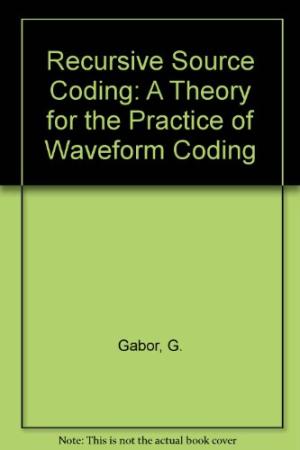 Recursive Source
Coding: A Theory
for the Practice of
Waveform Coding
Gabor, G.
Note: This is not the actual book cover